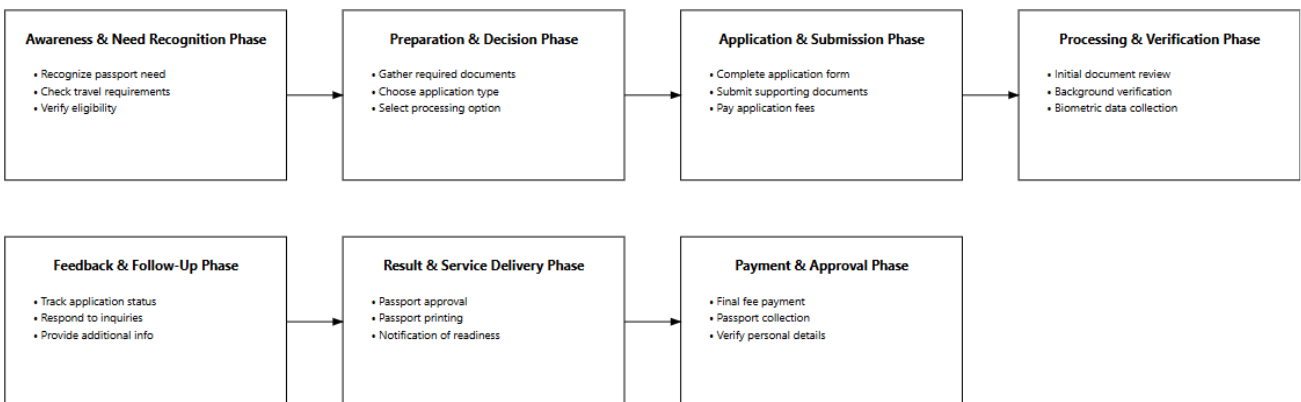 Awareness & Need Recognition Phase
• Recognize passport need
• Check travel requirements
• Verify eligibility
Preparation & Decision Phase
• Gather required documents
• Choose application type
• Select processing option
Application & Submission Phase
• Complete application form
• Submit supporting documents
• Pay application fees
Processing & Verification Phase
• Initial document review
• Background verification
• Biometric data collection
Feedback & Follow-Up Phase
• Track application status
• Respond to inquiries
• Provide additional info
Result & Service Delivery Phase
• Passport approval
• Passport printing
• Notification of readiness
Payment & Approval Phase
• Final fee payment
• Passport collection
• Verify personal details